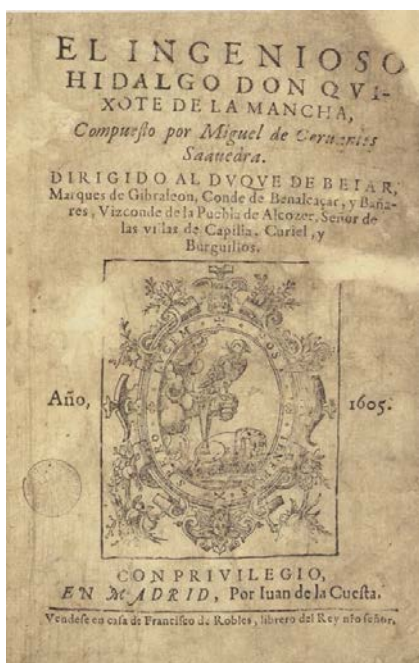 EL INGENIOSO
HIDALGO DON QVI-
XOTE DE LA MANCHA,
Compuesto por Miguel de Ceruantes
Saauedra.
DIRIGIDO AL DVQVE DE BEIAR,
Marques de Gibraleon, Conde de Benalcaçar, y Baña-
res, Vizconde de la Puebla de Alcozer, Señor de
las villas de Capilla, Curiel, y
Burguillos.
Año,
1605.
CON PRIVILEGIO,
EN MADRID, Por Iuan de la Cuesta.
Vendese en casa de Francisco de Robles, librero del Rey nro señor.